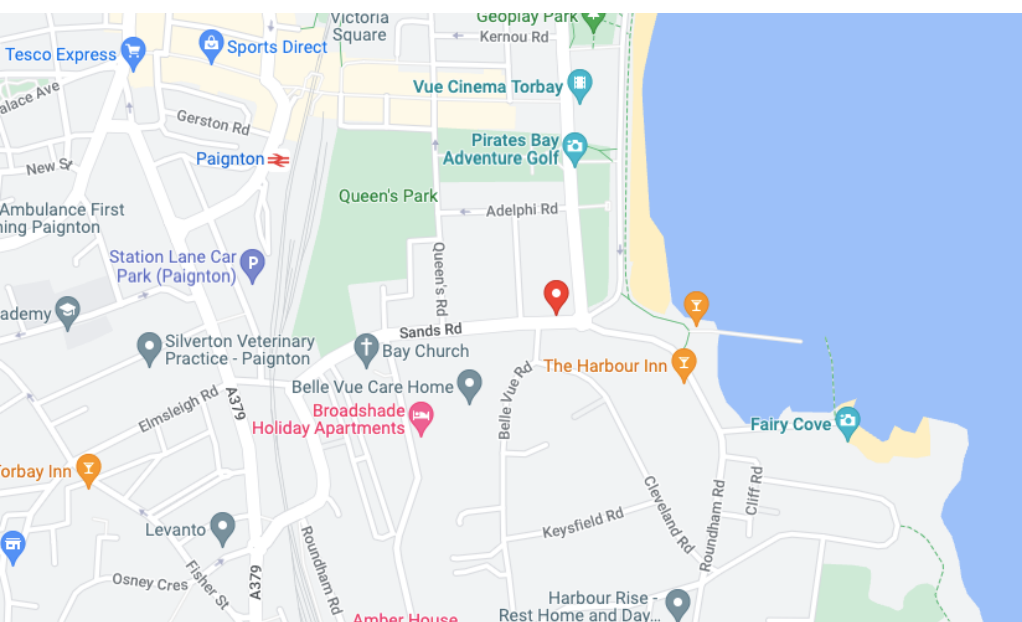 Victoria
Square
Geoplay Park
Kernou Rd
Tesco Express
Sports Direct
Vue Cinema Torbay
alace Ave
Gerston Rd
Pirates Bay
Adventure Golf
Paignton
New St
Queen's Park
Ambulance First
ning Paignton
Adelphi Rd
Station Lane Car
Park (Paignton)
P
Queen's Rd
ademy
Sands Rd
Silverton Veterinary
Practice - Paignton
Bay Church
The Harbour Inn
Belle Vue Care Home
Belle Vue Rd
Elmsleigh Rd
A379
Broadshade
Holiday Apartments
Fairy Cove
Torbay Inn
Cliff Rd
Cleveland Rd
Roundham Rd
Keysfield Rd
Levanto
Roundham Rd
Osney Cres
Fisher St
A379
Harbour Rise -
Rest Home and Day...
Amber House